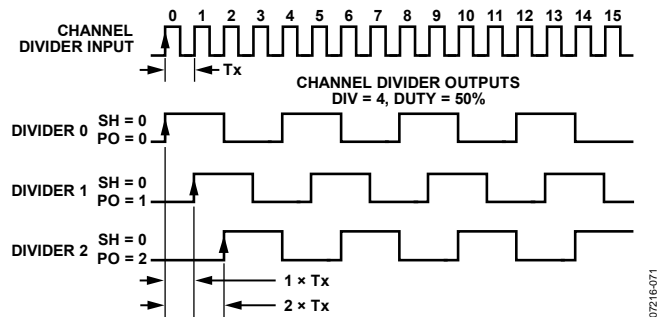 0 1 2 3 4 5 6 7 8 9 10 11 12 13 14 15
CHANNEL
DIVIDER INPUT
Tx
CHANNEL DIVIDER OUTPUTS
DIV = 4, DUTY = 50%
DIVIDER 0 SH = 0
PO = 0
DIVIDER 1 SH = 0
PO = 1
DIVIDER 2 SH = 0
PO = 2
1 × Tx
2 × Tx
07216-071